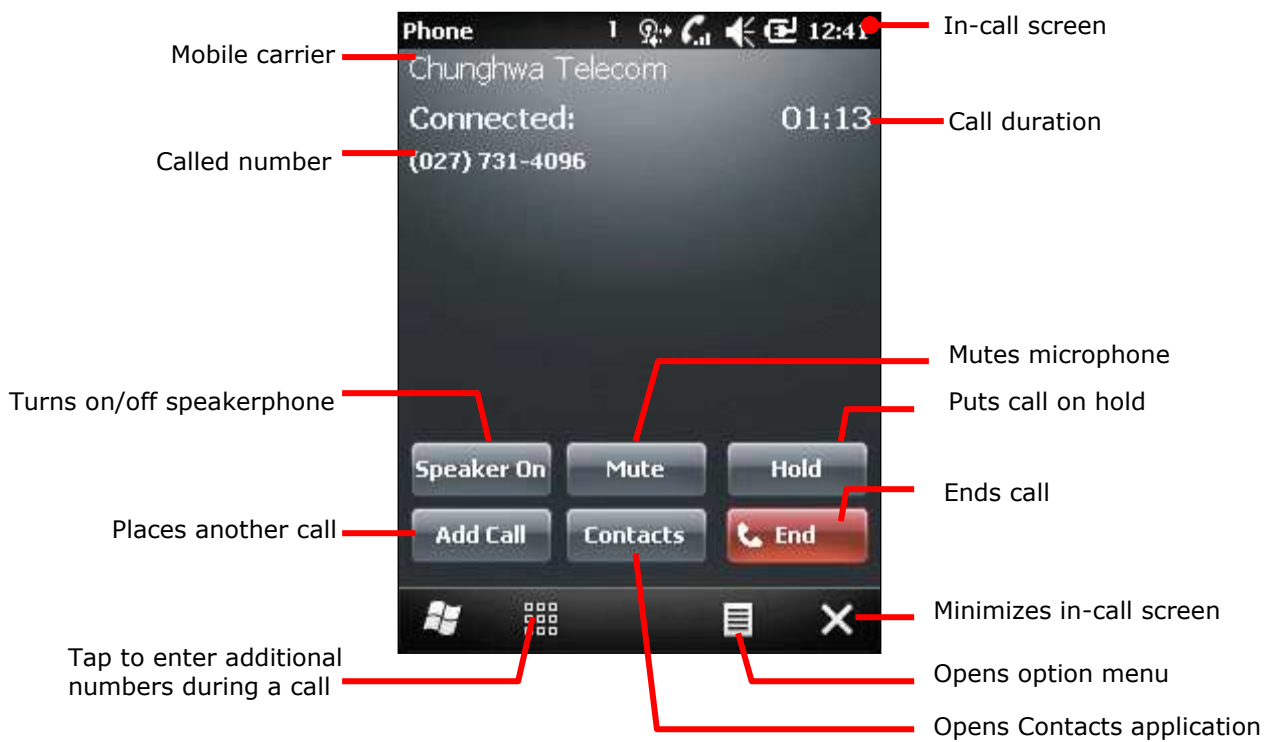 Phone
1
12:41
In-call screen
Mobile carrier
Chunghwa Telecom
Connected:
01:13
Call duration
Called number
(027) 731-4096
Mutes microphone
Turns on/off speakerphone
Puts call on hold
Speaker On
Mute
Hold
Ends call
Places another call
Add Call
Contacts
End
Minimizes in-call screen
Tap to enter additional
numbers during a call
Opens option menu
Opens Contacts application